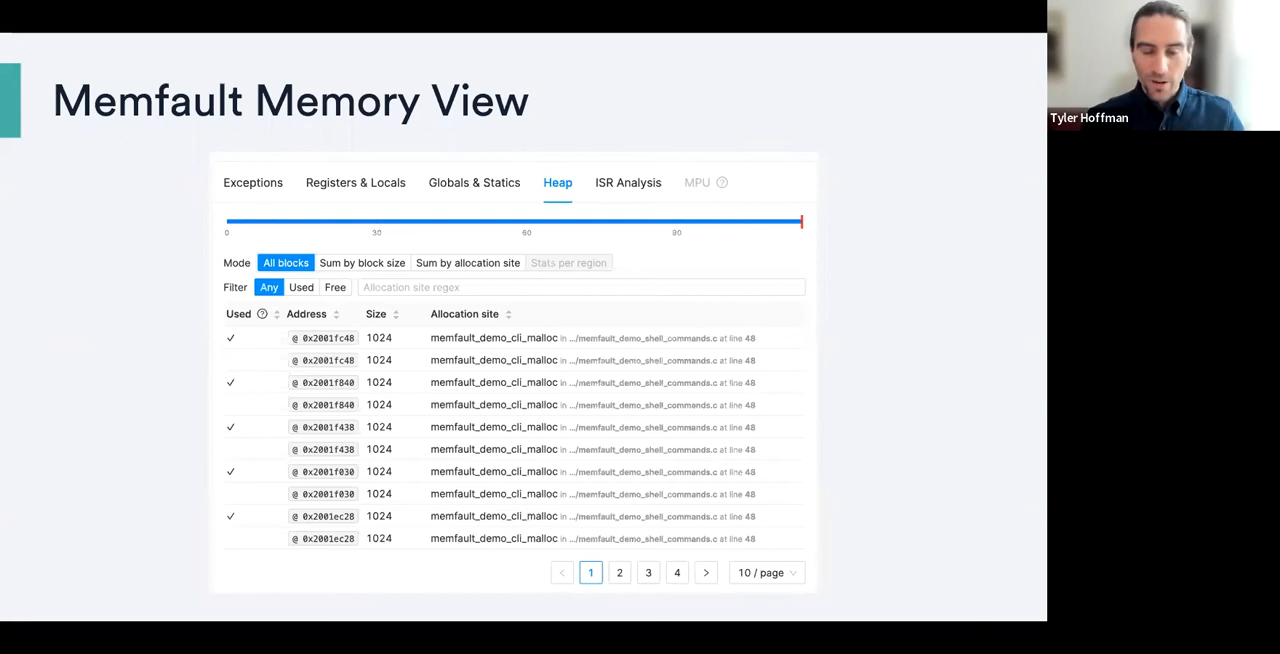 Memfault Memory View
Tyler Hoffman
Exceptions Registers & Locals Globals & Statics Heap ISR Analysis MPU ?
0 30 60 90
Mode All blocks Sum by block size Sum by allocation site Stats per region
Filter Any Used Free Allocation site regex
Used ? Address Size Allocation site
✓ @ 0x2001fc48 1024 memfault_demo_cli_malloc in .../memfault_demo_shell_commands.c at line 48
@ 0x2001fc48 1024 memfault_demo_cli_malloc in .../memfault_demo_shell_commands.c at line 48
✓ @ 0x2001f840 1024 memfault_demo_cli_malloc in .../memfault_demo_shell_commands.c at line 48
@ 0x2001f840 1024 memfault_demo_cli_malloc in .../memfault_demo_shell_commands.c at line 48
✓ @ 0x2001f438 1024 memfault_demo_cli_malloc in .../memfault_demo_shell_commands.c at line 48
@ 0x2001f438 1024 memfault_demo_cli_malloc in .../memfault_demo_shell_commands.c at line 48
✓ @ 0x2001f030 1024 memfault_demo_cli_malloc in .../memfault_demo_shell_commands.c at line 48
@ 0x2001f030 1024 memfault_demo_cli_malloc in .../memfault_demo_shell_commands.c at line 48
✓ @ 0x2001ec28 1024 memfault_demo_cli_malloc in .../memfault_demo_shell_commands.c at line 48
@ 0x2001ec28 1024 memfault_demo_cli_malloc in .../memfault_demo_shell_commands.c at line 48
< 1 2 3 4 > 10 / page